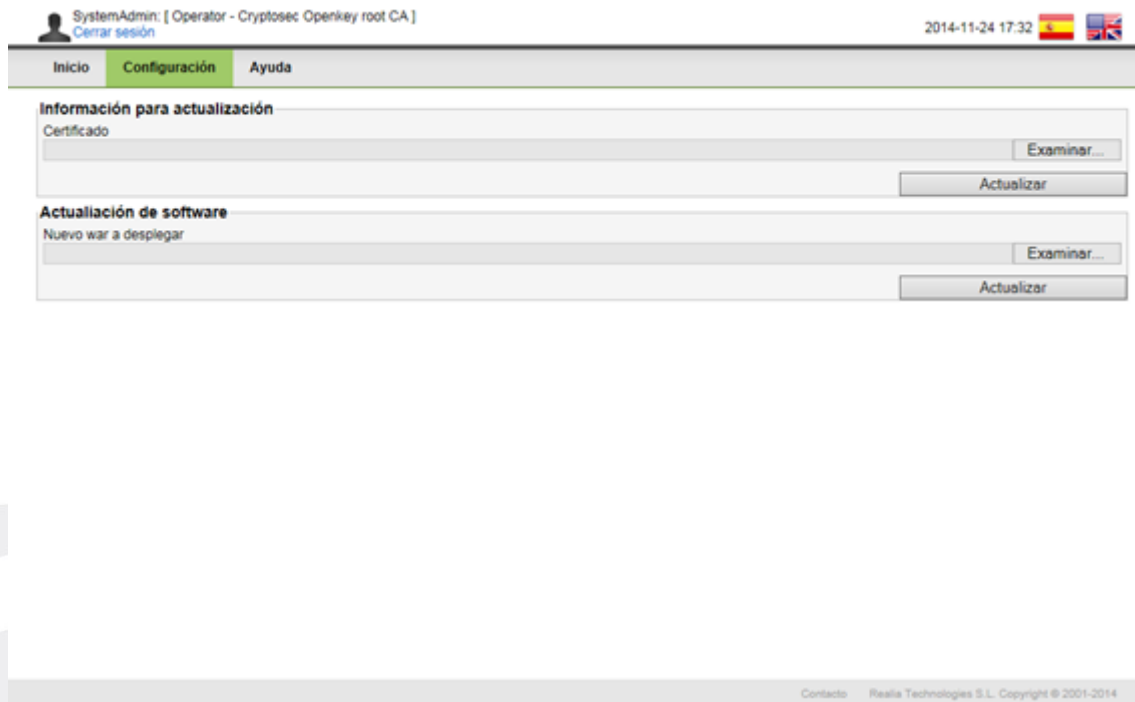 SystemAdmin: [ Operator - Cryptosec Openkey root CA ]
Cerrar sesión
2014-11-24 17:32
Inicio Configuración Ayuda
Información para actualización
Certificado
Examinar...
Actualizar
Actualiación de software
Nuevo war a desplegar
Examinar...
Actualizar
Contacto Realia Technologies S.L. Copyright © 2001-2014